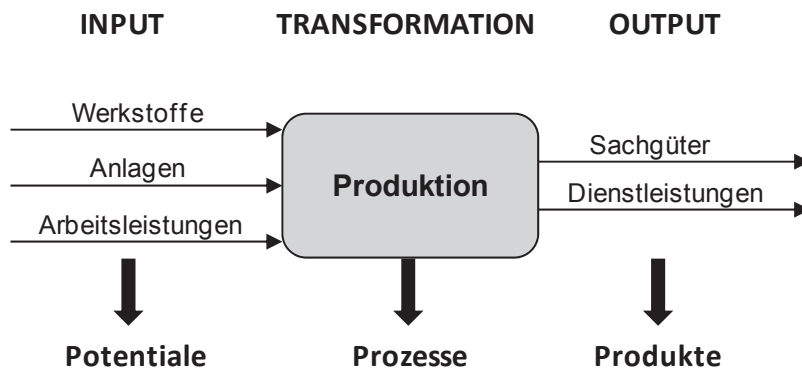 INPUT TRANSFORMATION OUTPUT
Werkstoffe
Anlagen
Arbeitsleistungen
Produktion
Sachgüter
Dienstleistungen
Potentiale Prozesse Produkte